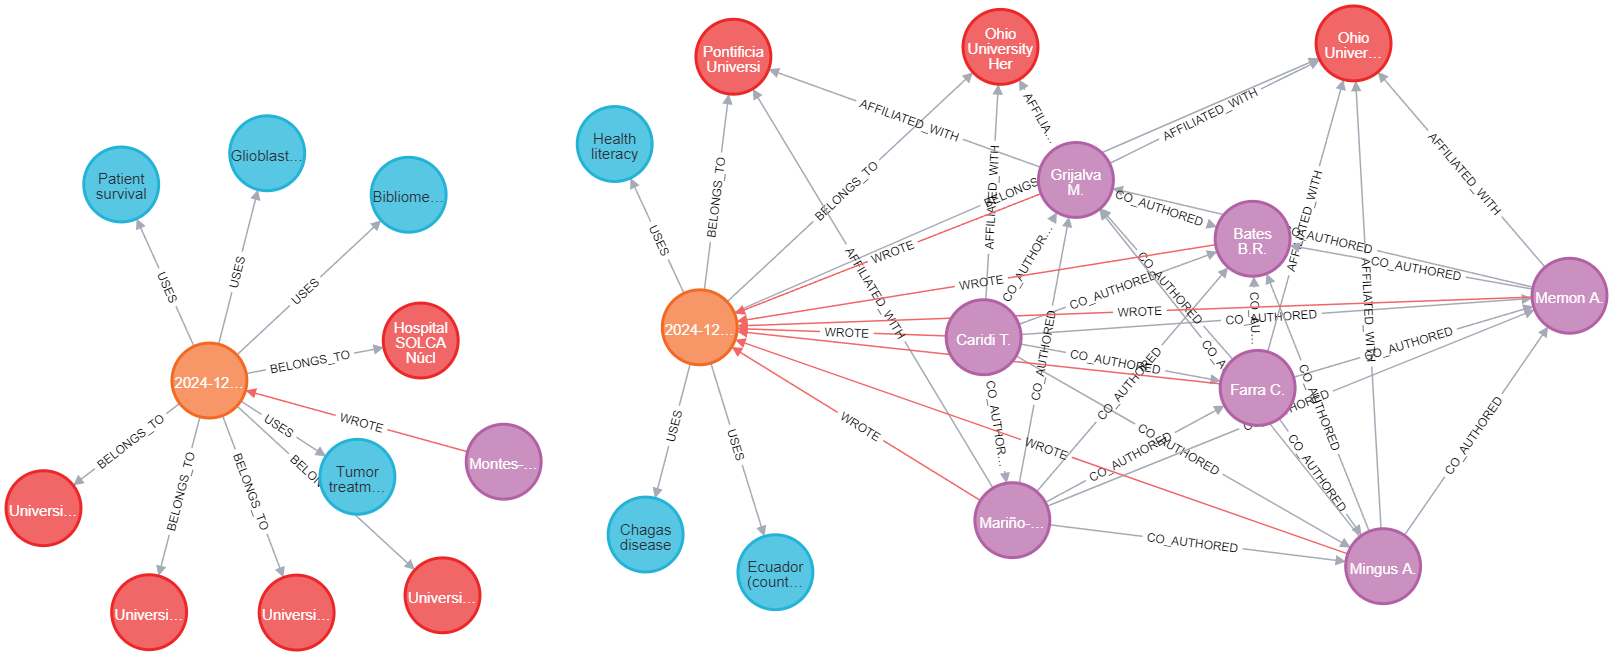 Patient
survival
Glioblast...
Bibliome...
USES
USES
USES
Hospital
SOLCA
Núcl
BELONGS_TO
2024-12...
WROTE
Montes-...
USES
Tumor
treatm...
BELONGS_TO
BELONGS_TO
BELONGS_TO
Universi...
Universi...
Universi...
Universi...
Pontificia
Universi
Ohio
University
Her
Ohio
Univer...
Health
literacy
USES
BELONGS_TO
BELONGS_TO
BELONGS
AFFILIATED_WITH
AFFILIA...
AFFILIATED_WITH
AFFILIATED_WITH
AFFILIATED_WITH
AFFILIATED_WITH
AFFILIATED_WITH
AFFILIATED_WITH
Grijalva
M.
CO_AUTHORED
Bates
B.R.
CO_AUTHORED
CO_AUTHORED
Memon A.
WROTE
WROTE
WROTE
WROTE
2024-12...
Caridi T.
CO_AUTHOR...
CO_AUTHORED
CO_AUTHORED
CO_AUTHORED
CO_AUTHORED
CO_AU...
CO_AUTHORED
CO_A
CO_AUTHORED
Farra C.
CO_AUTHORED
CO_AUTHORED
CO_AUTHOR...
CO_AUTHORED
CO_AUTHORED
CO_AUTHORED
CO_AUTHORED
HORED
CO_AUTHORED
WROTE
WROTE
Mariño-...
CO_AUTHORED
Mingus A.
USES
USES
Chagas
disease
Ecuador
(count...